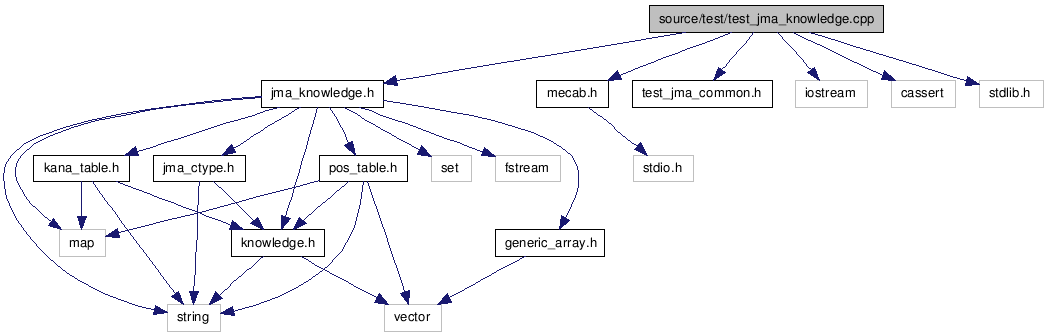 source/test/test_jma_knowledge.cpp
jma_knowledge.h
mecab.h
test_jma_common.h
iostream
cassert
stdlib.h
kana_table.h
jma_ctype.h
pos_table.h
set
fstream
stdio.h
map
knowledge.h
generic_array.h
string
vector